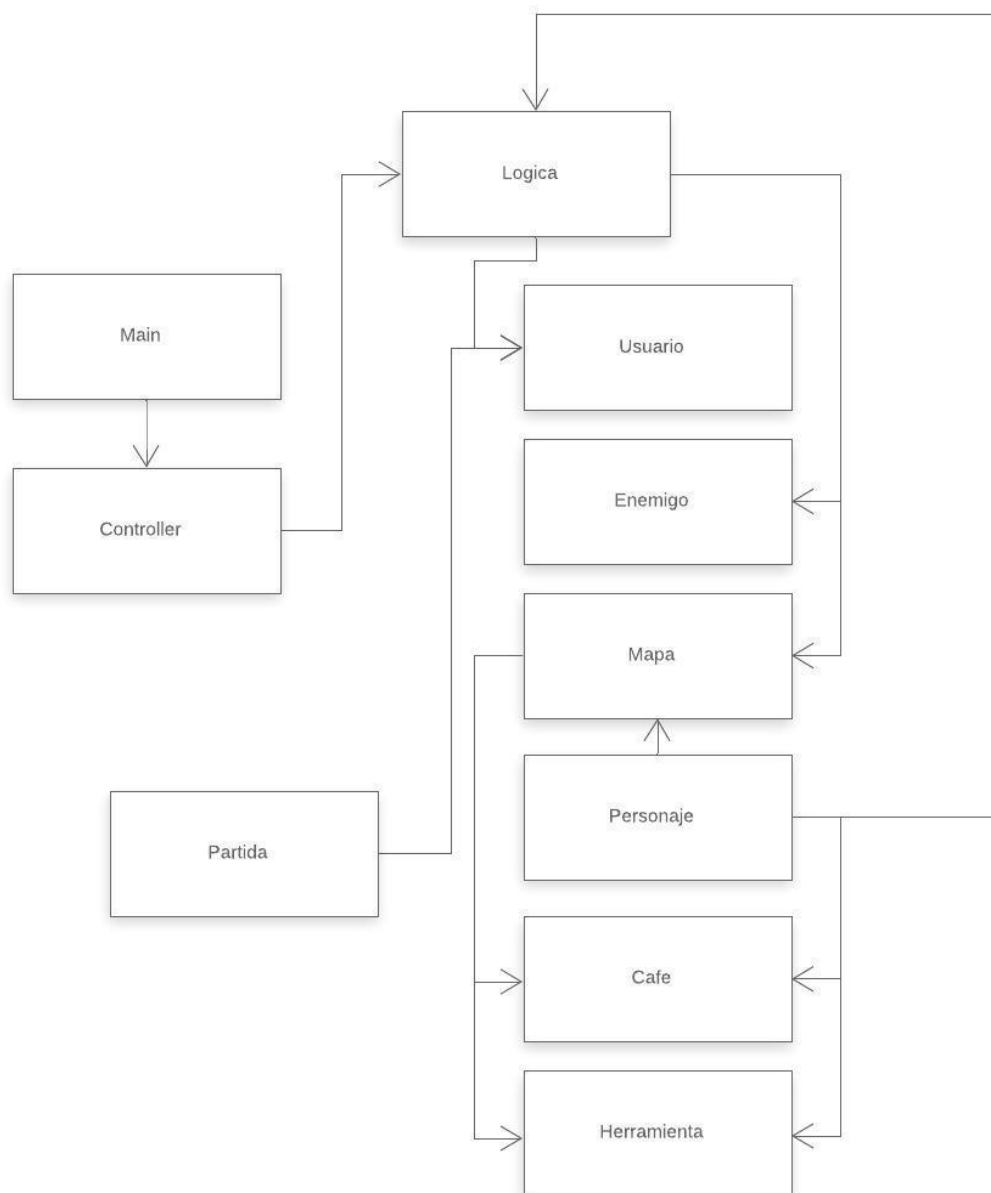 Logica
Main
Usuario
Enemigo
Controller
Mapa
Personaje
Partida
Cafe
Herramienta